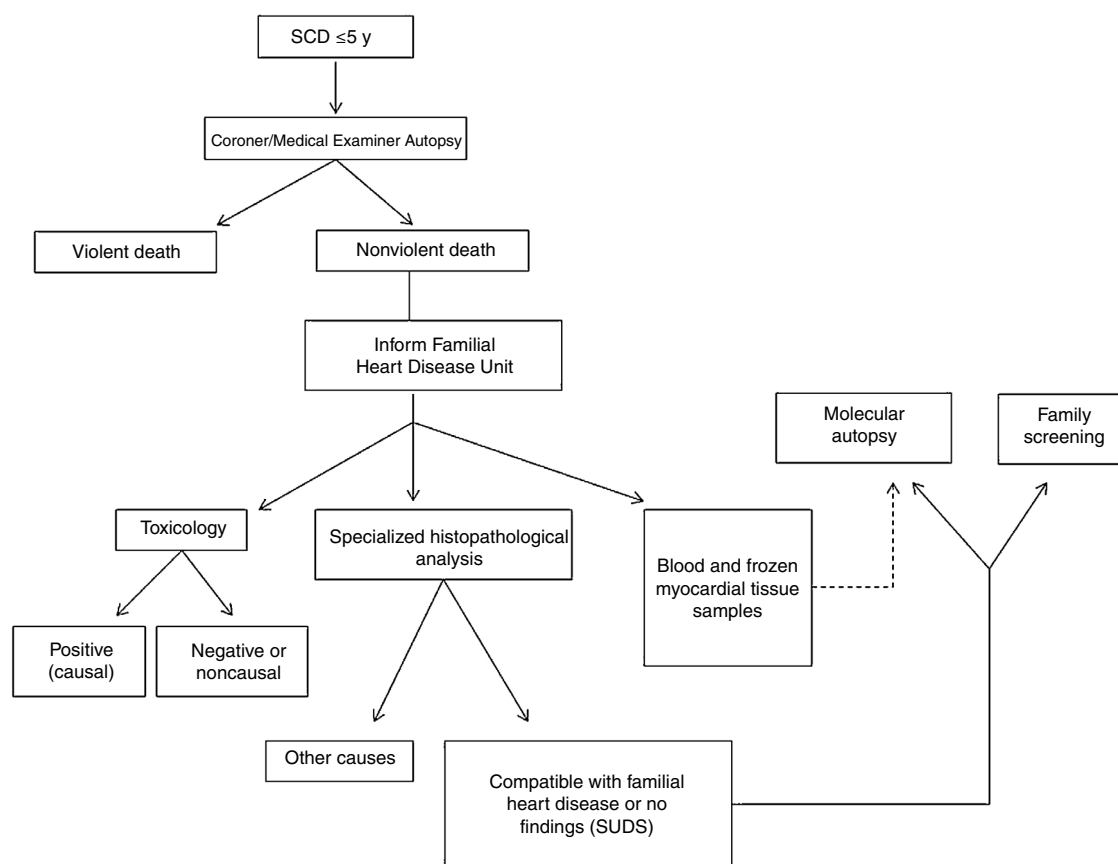 SCD ≤5 y
Coroner/Medical Examiner Autopsy
Violent death
Nonviolent death
Inform Familial
Heart Disease Unit
Molecular
autopsy
Family
screening
Toxicology
Specialized histopathological
analysis
Blood and frozen
myocardial tissue
samples
Positive
(causal)
Negative or
noncausal
Other causes
Compatible with familial
heart disease or no
findings (SUDS)